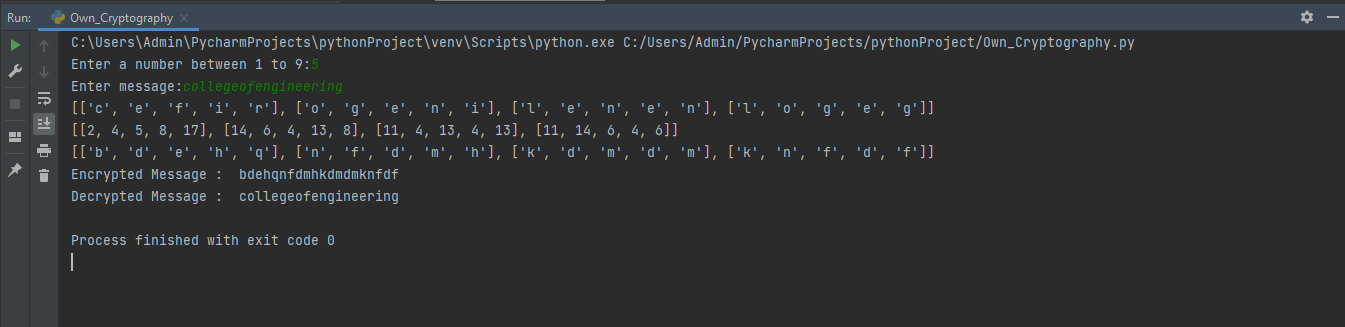 Run: Own_Cryptography
C:\Users\Admin\PycharmProjects\pythonProject\venv\Scripts\python.exe C:/Users/Admin/PycharmProjects/pythonProject/Own_Cryptography.py
Enter a number between 1 to 9:5
Enter message:collegeofengineering
[['c', 'e', 'f', 'i', 'r'], ['o', 'g', 'e', 'n', 'i'], ['l', 'e', 'n', 'e', 'n'], ['l', 'o', 'g', 'e', 'g']]
[[2, 4, 5, 8, 17], [14, 6, 4, 13, 8], [11, 4, 13, 4, 13], [11, 14, 6, 4, 6]]
[['b', 'd', 'e', 'h', 'q'], ['n', 'f', 'd', 'm', 'h'], ['k', 'd', 'm', 'd', 'm'], ['k', 'n', 'f', 'd', 'f']]
Encrypted Message :  bdehqnfdmhkdmdmknfdf
Decrypted Message :  collegeofengineering
Process finished with exit code 0